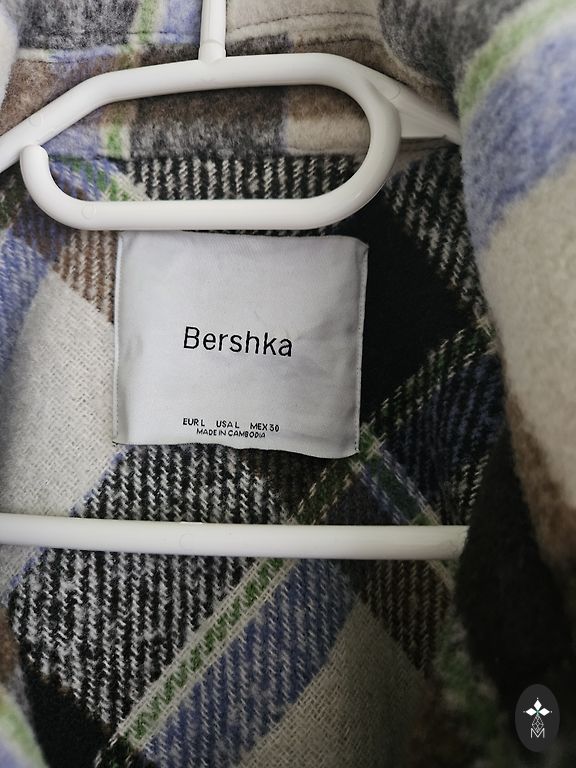 Bershka
EUR L USA L MEX 30
MADE IN CAMBODIA
M